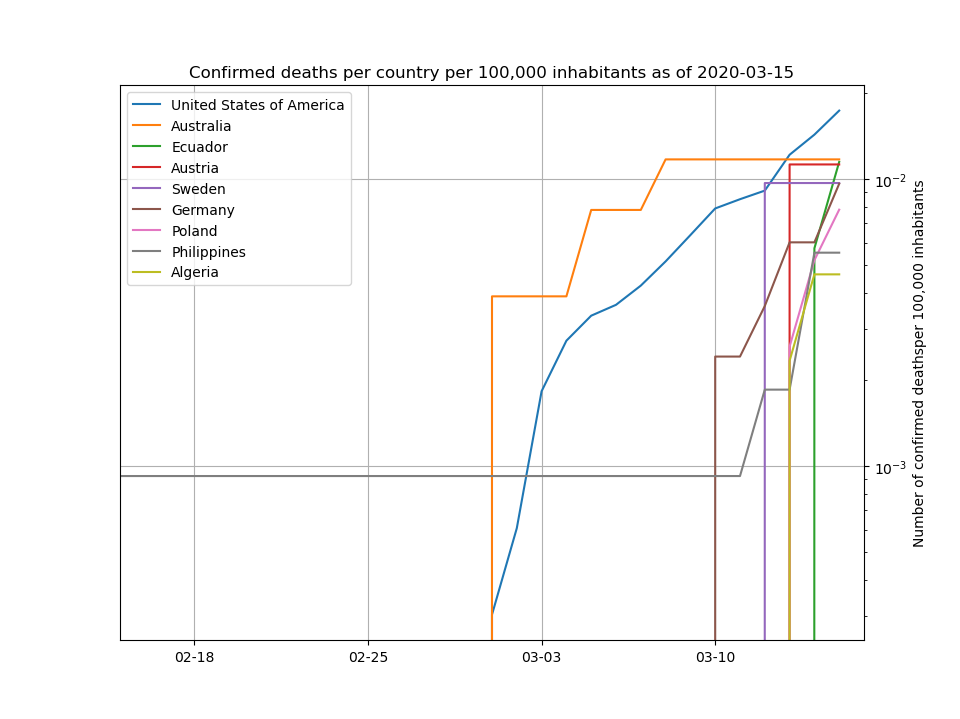 Confirmed deaths per country per 100,000 inhabitants as of 2020-03-15
United States of America
Australia
Ecuador
Austria
Sweden
Germany
Poland
Philippines
Algeria
10⁻²
10⁻³
Number of confirmed deathsper 100,000 inhabitants
02-18
02-25
03-03
03-10